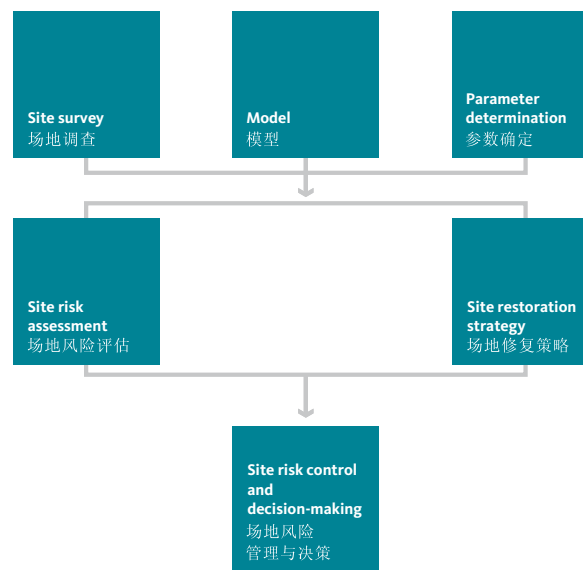 Site survey
场地调查
Model
模型
Parameter
determination
参数确定
Site risk
assessment
场地风险评估
Site restoration
strategy
场地修复策略
Site risk control
and
decision-making
场地风险
管理与决策